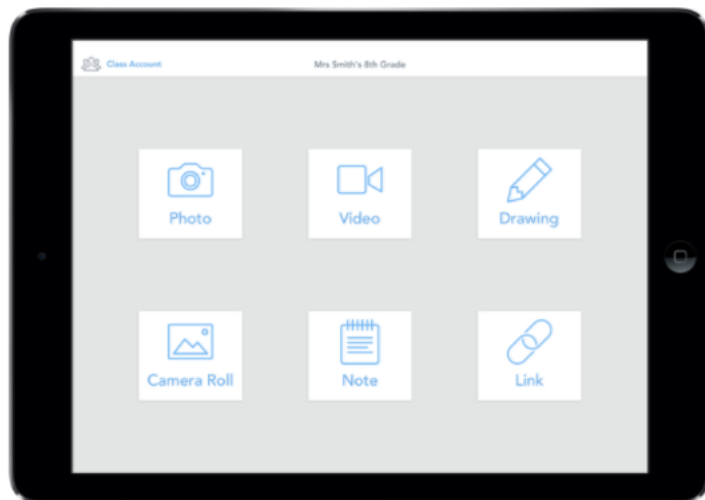 Class Account
Mrs Smith's 8th Grade
Photo
Video
Drawing
Camera Roll
Note
Link